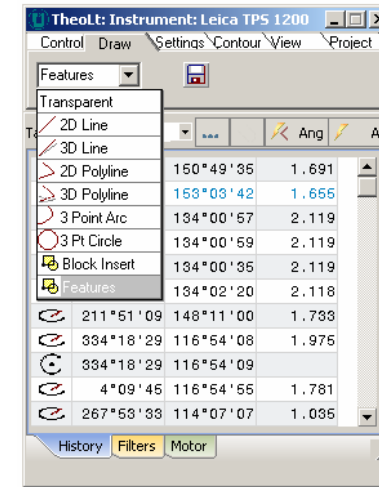 TheoLt: Instrument: Leica TPS 1200
Control Draw Settings Contour View Project
Features
Transparent
2D Line
3D Line
2D Polyline
3D Polyline
3 Point Arc
3 Pt Circle
Block Insert
Features
... Ang A
150°49'35 1.691
153°03'42 1.655
134°00'57 2.119
134°00'59 2.119
134°00'35 2.119
134°02'20 2.118
211°51'09 148°11'00 1.733
334°18'29 116°54'08 1.975
334°18'29 116°54'09
4°09'45 116°54'55 1.781
267°53'33 114°07'07 1.035
History Filters Motor